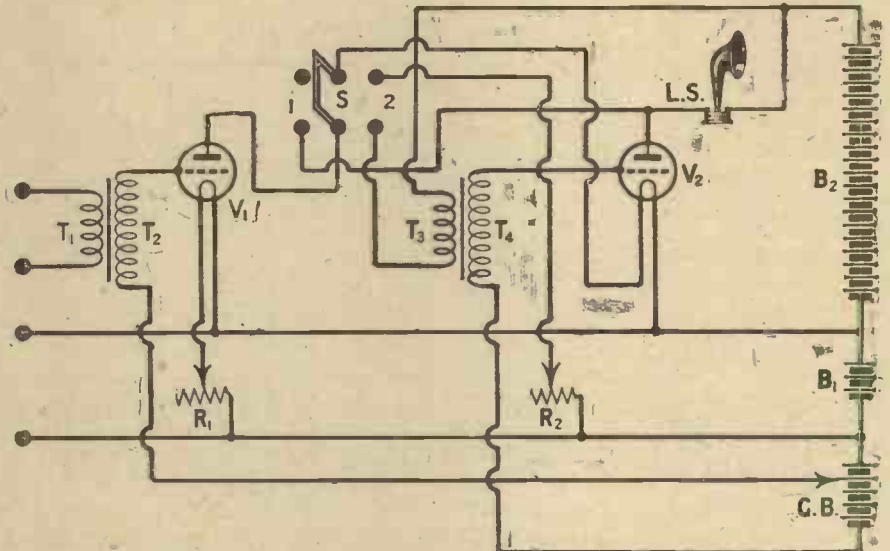 1 S 2
L.S.
T₁ T₂ V₁ T₃ T₄ V₂ B₂
R₁ R₂ B₁
G.B.